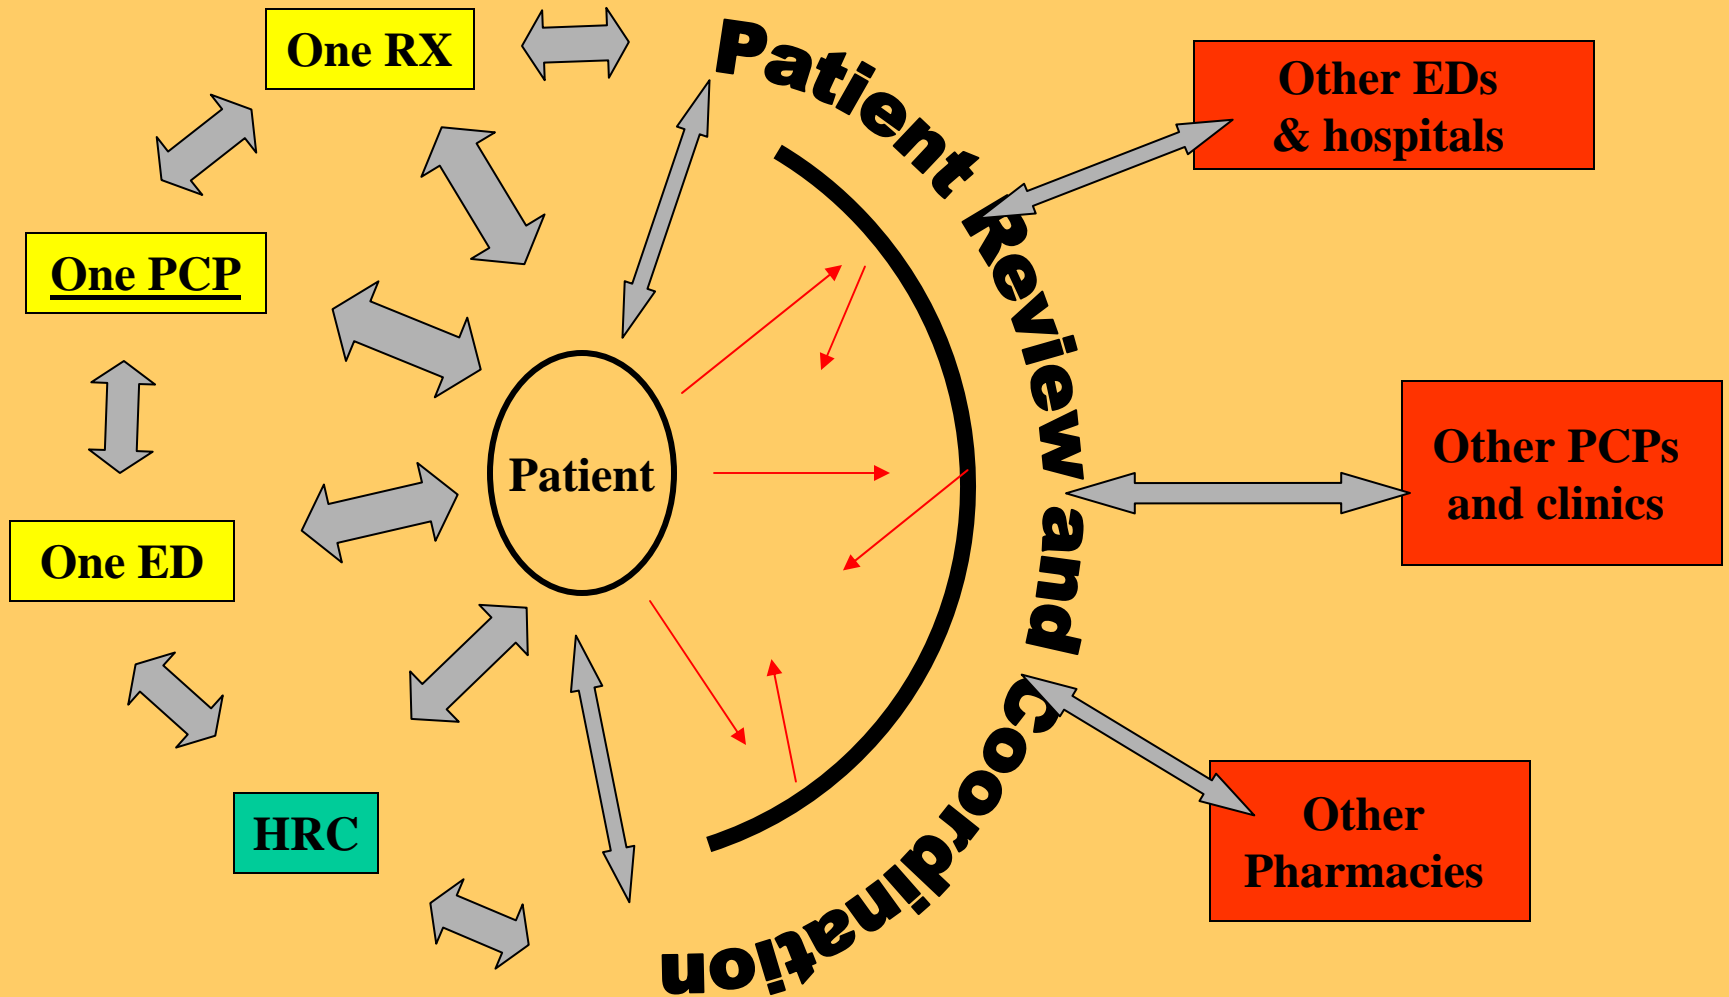 One RX
Patient Review and Coordination
Other EDs
& hospitals
One PCP
Patient
Other PCPs
and clinics
One ED
HRC
Other
Pharmacies